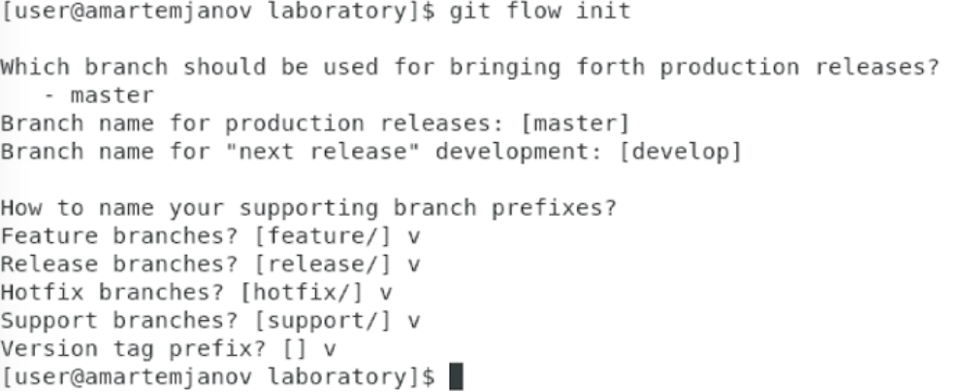 [user@amartemjanov laboratory]$ git flow init
Which branch should be used for bringing forth production releases?
- master
Branch name for production releases: [master]
Branch name for "next release" development: [develop]
How to name your supporting branch prefixes?
Feature branches? [feature/] v
Release branches? [release/] v
Hotfix branches? [hotfix/] v
Support branches? [support/] v
Version tag prefix? [] v
[user@amartemjanov laboratory]$